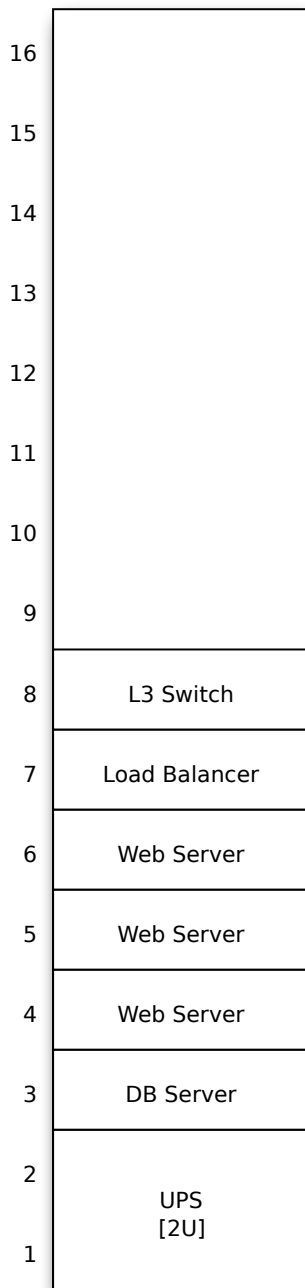 16
15
14
13
12
11
10
9
8 L3 Switch
7 Load Balancer
6 Web Server
5 Web Server
4 Web Server
3 DB Server
2
UPS
[2U]
1